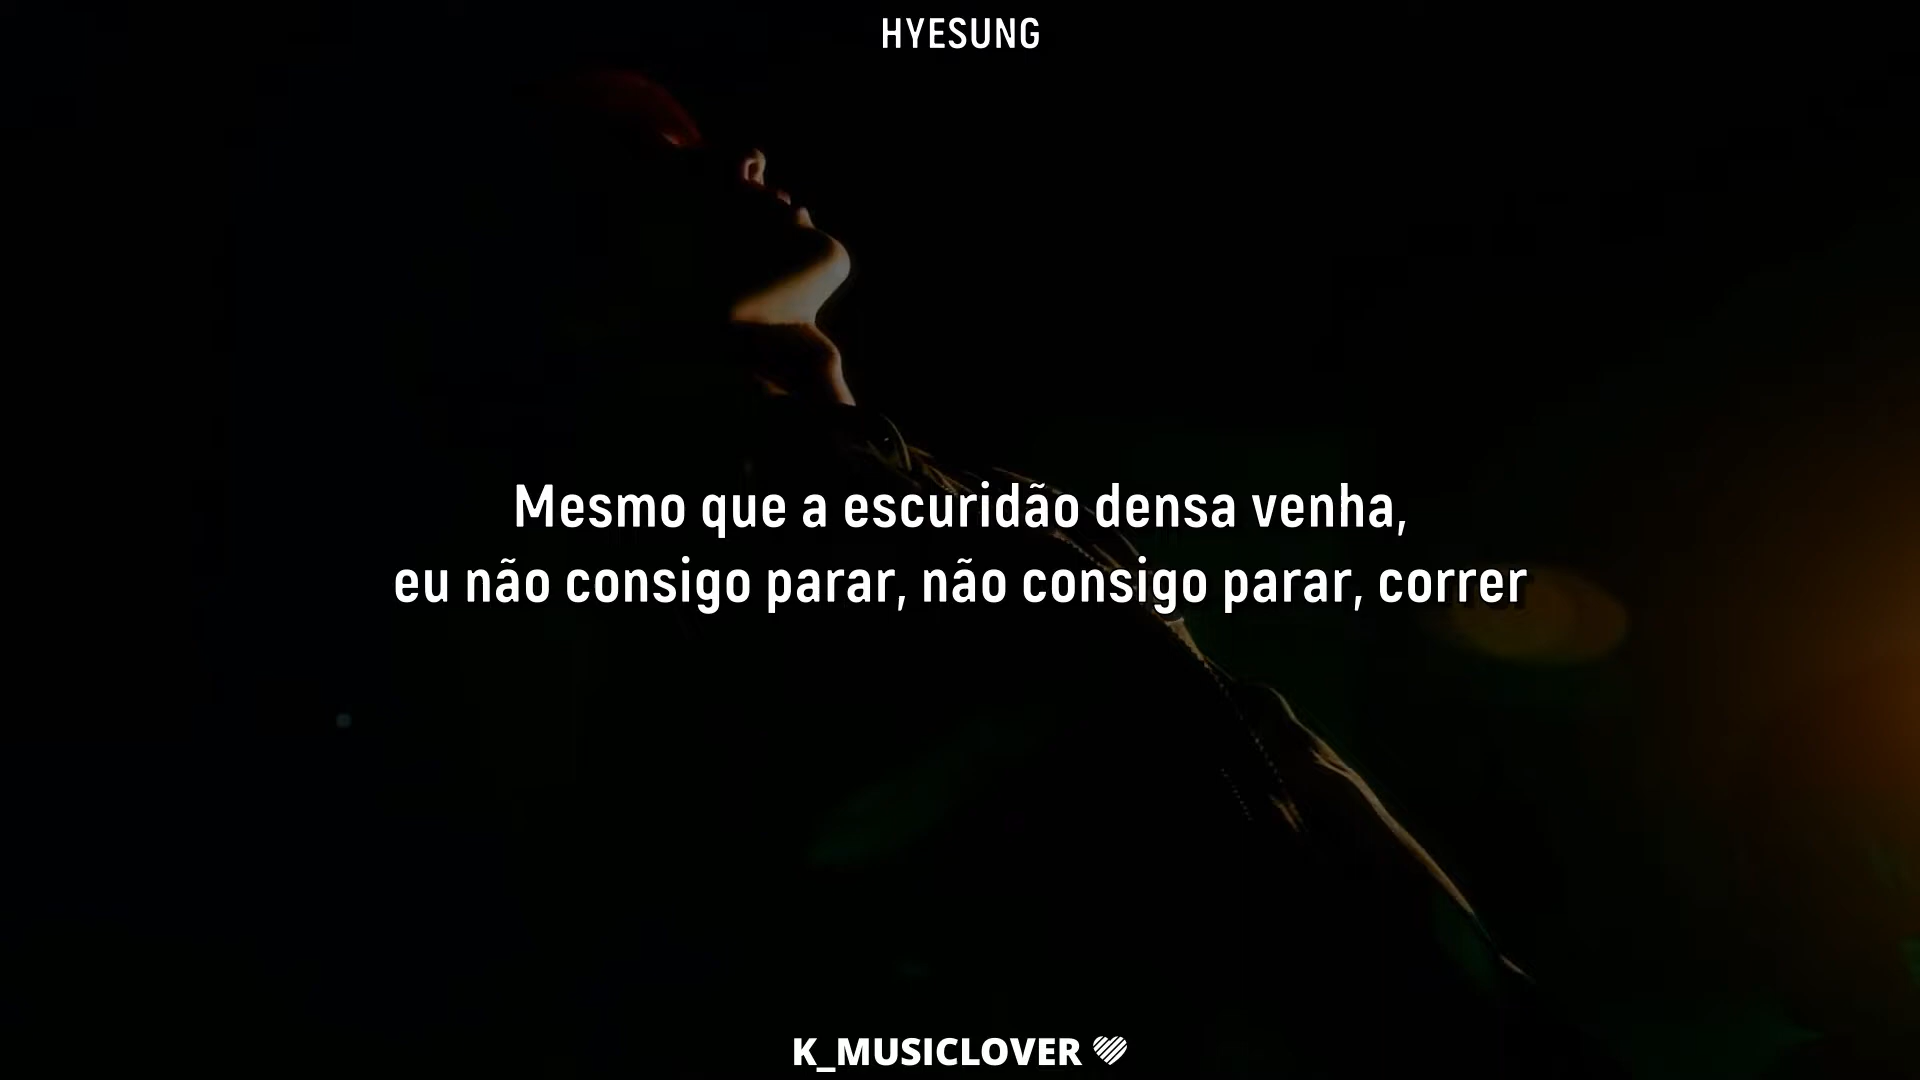 HYESUNG
Mesmo que a escuridão densa venha,
eu não consigo parar, não consigo parar, correr
K_MUSICLOVER